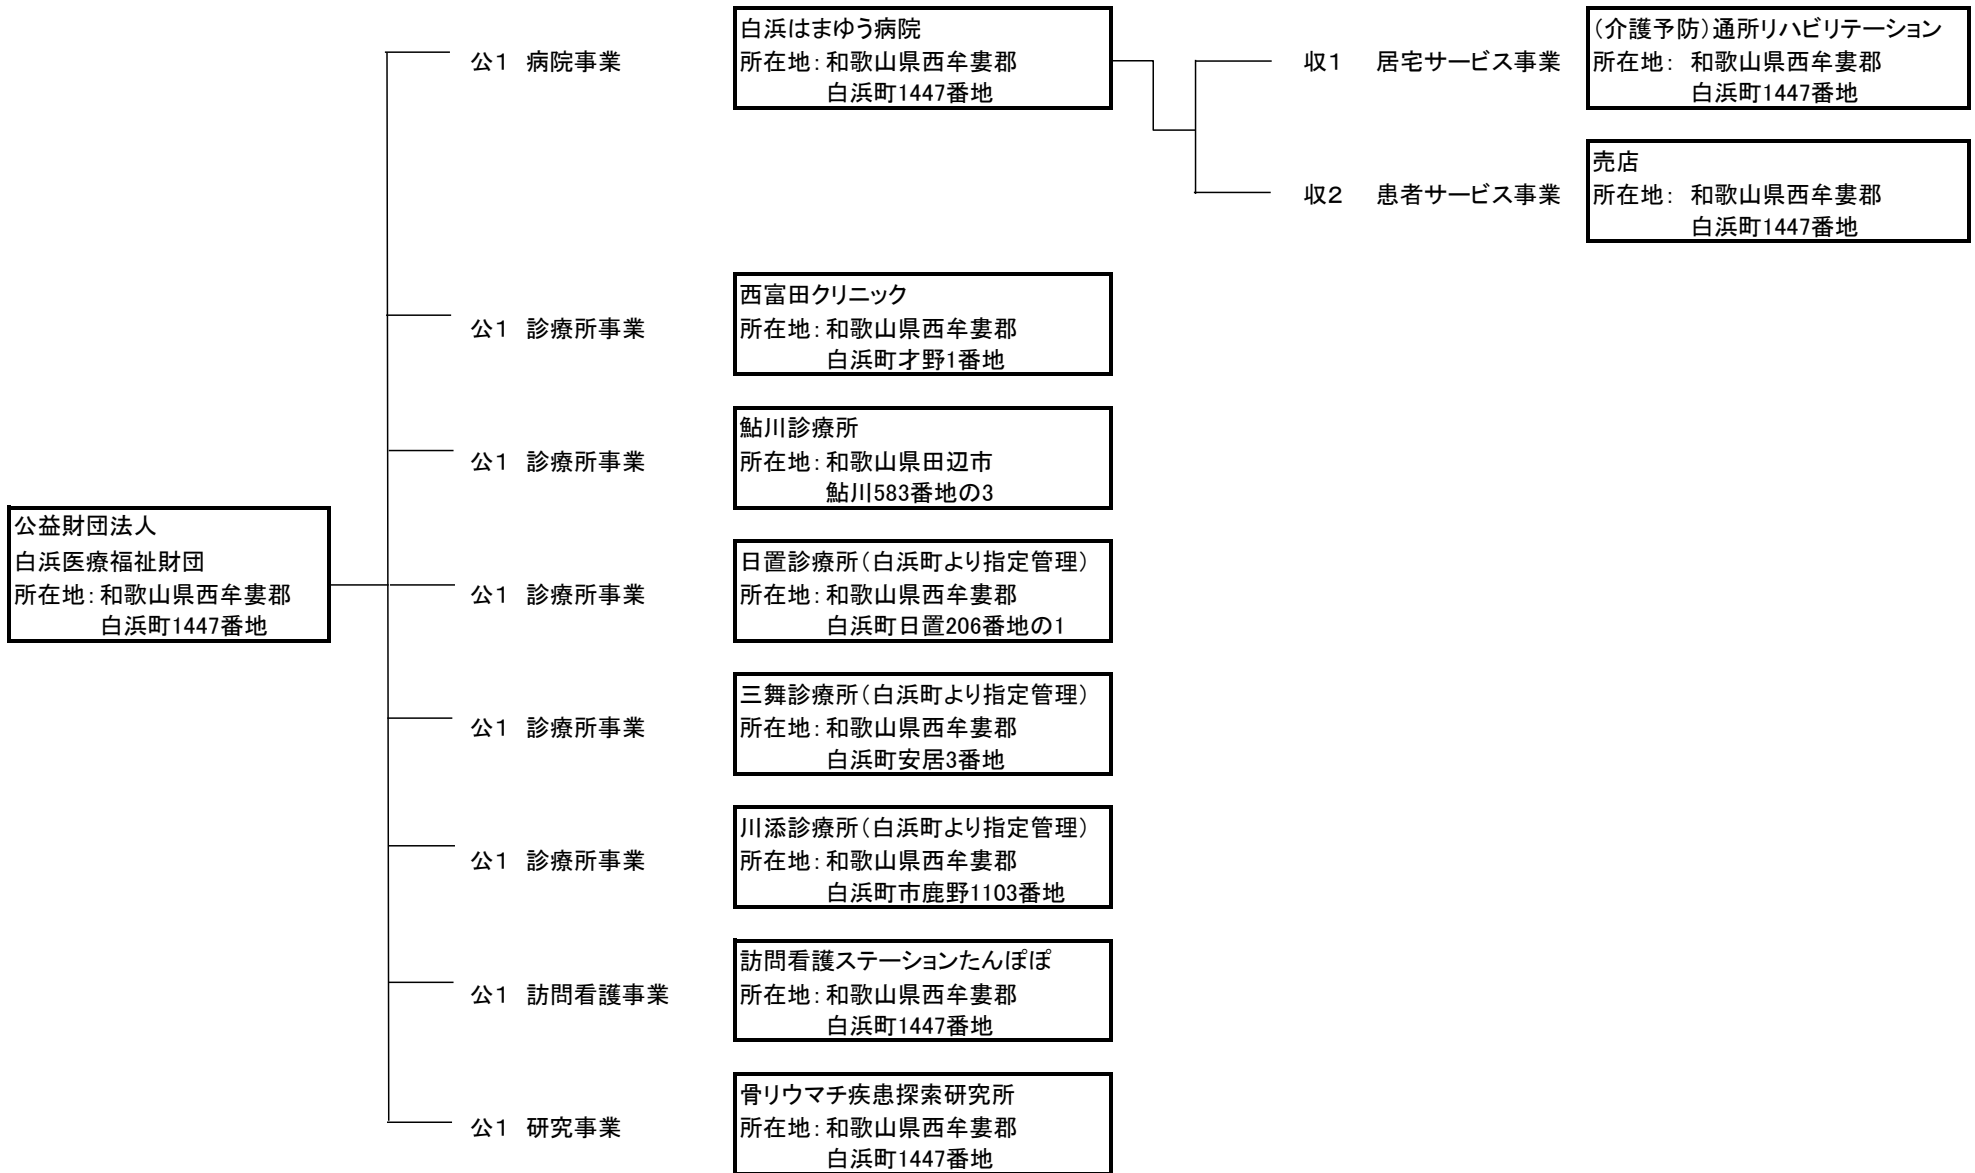 公益財団法人
白浜医療福祉財団
所在地：和歌山県西牟婁郡
白浜町1447番地
公1 病院事業
白浜はまゆう病院
所在地：和歌山県西牟婁郡
白浜町1447番地
収1 居宅サービス事業
（介護予防）通所リハビリテーション
所在地： 和歌山県西牟婁郡
白浜町1447番地
収2 患者サービス事業
売店
所在地： 和歌山県西牟婁郡
白浜町1447番地
公1 診療所事業
西富田クリニック
所在地：和歌山県西牟婁郡
白浜町才野1番地
公1 診療所事業
鮎川診療所
所在地：和歌山県田辺市
鮎川583番地の3
公1 診療所事業
日置診療所（白浜町より指定管理）
所在地：和歌山県西牟婁郡
白浜町日置206番地の1
公1 診療所事業
三舞診療所（白浜町より指定管理）
所在地：和歌山県西牟婁郡
白浜町安居3番地
公1 診療所事業
川添診療所（白浜町より指定管理）
所在地：和歌山県西牟婁郡
白浜町市鹿野1103番地
公1 訪問看護事業
訪問看護ステーションたんぽぽ
所在地：和歌山県西牟婁郡
白浜町1447番地
公1 研究事業
骨リウマチ疾患探索研究所
所在地：和歌山県西牟婁郡
白浜町1447番地